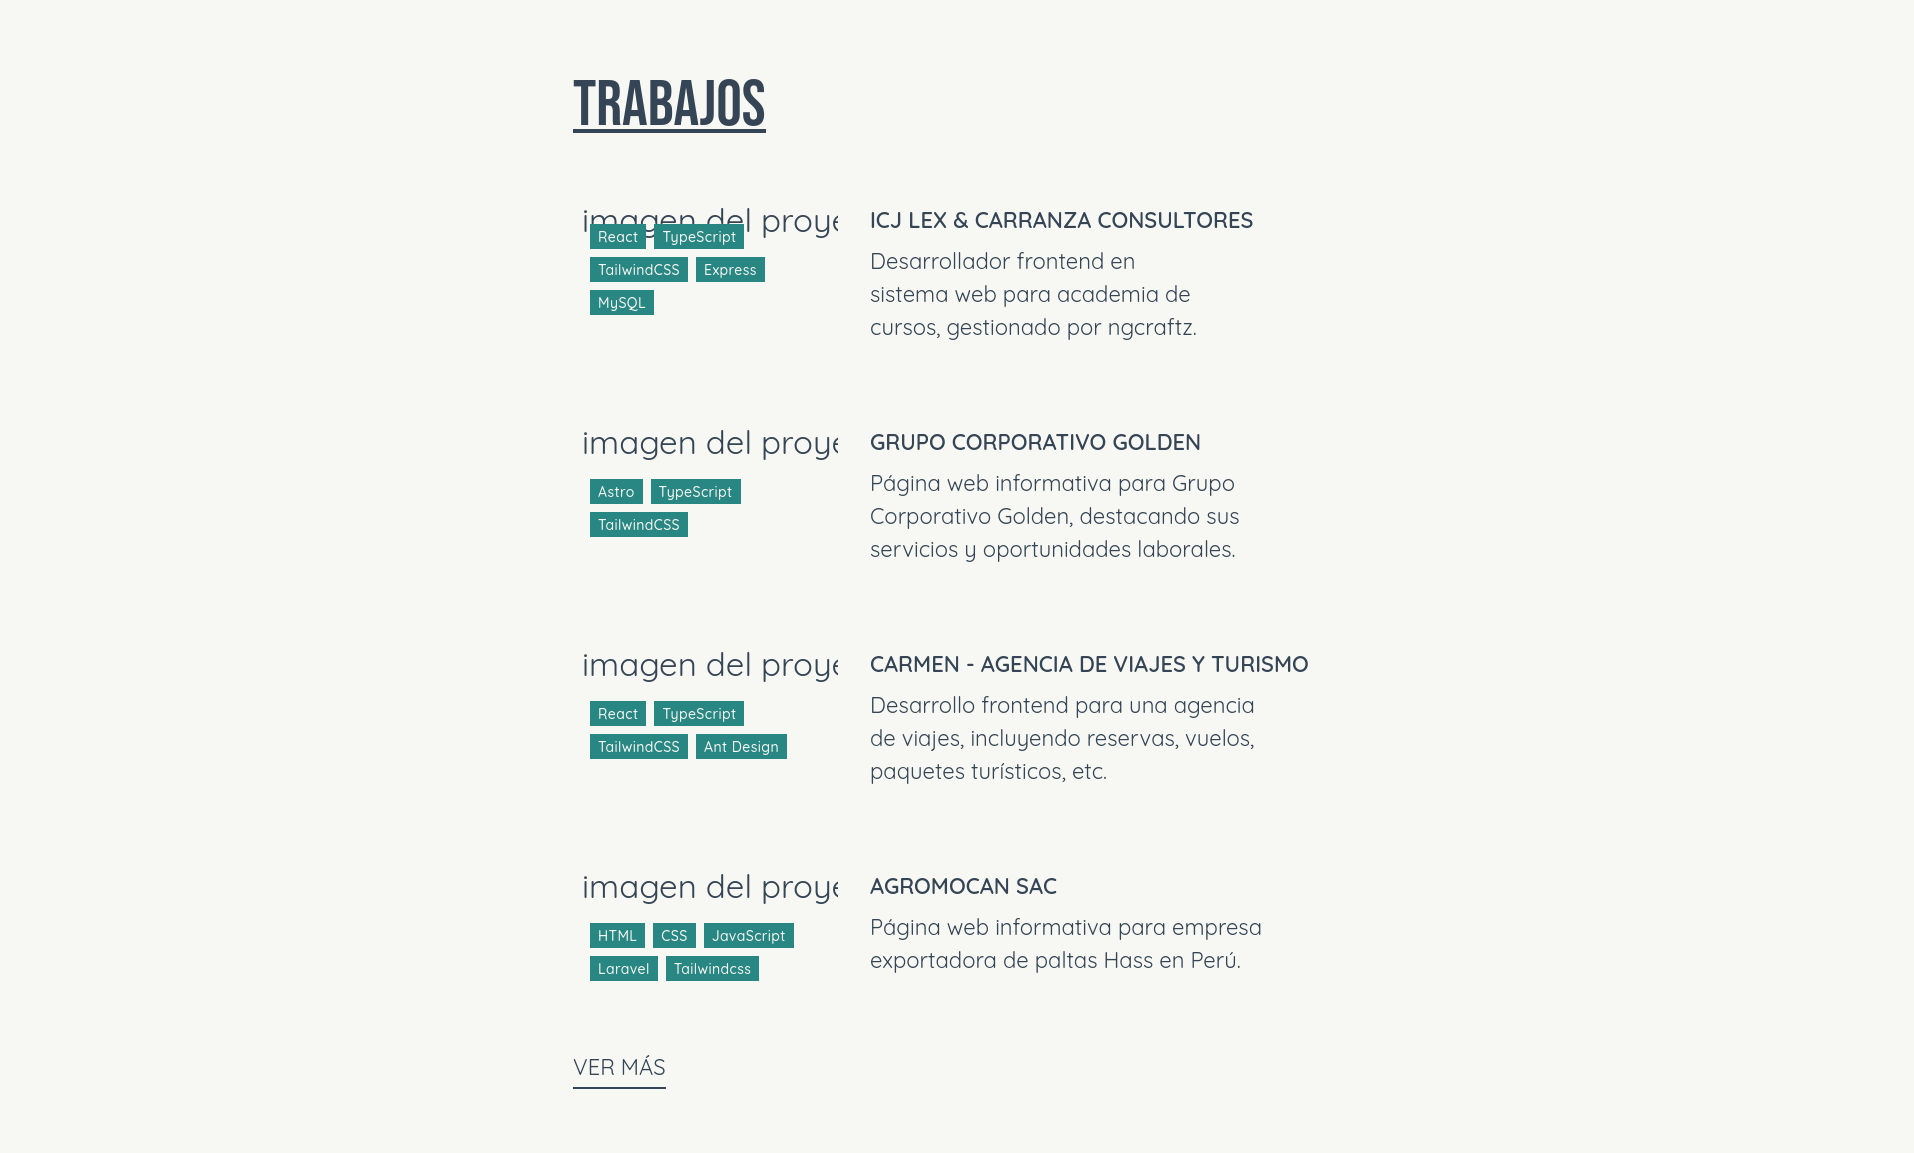 TRABAJOS
imagen del proye
React TypeScript
TailwindCSS Express
MySQL
ICJ LEX & CARRANZA CONSULTORES
Desarrollador frontend en
sistema web para academia de
cursos, gestionado por ngcraftz.
imagen del proye
Astro TypeScript
TailwindCSS
GRUPO CORPORATIVO GOLDEN
Página web informativa para Grupo
Corporativo Golden, destacando sus
servicios y oportunidades laborales.
imagen del proye
React TypeScript
TailwindCSS Ant Design
CARMEN - AGENCIA DE VIAJES Y TURISMO
Desarrollo frontend para una agencia
de viajes, incluyendo reservas, vuelos,
paquetes turísticos, etc.
imagen del proye
HTML CSS JavaScript
Laravel Tailwindcss
AGROMOCAN SAC
Página web informativa para empresa
exportadora de paltas Hass en Perú.
VER MÁS